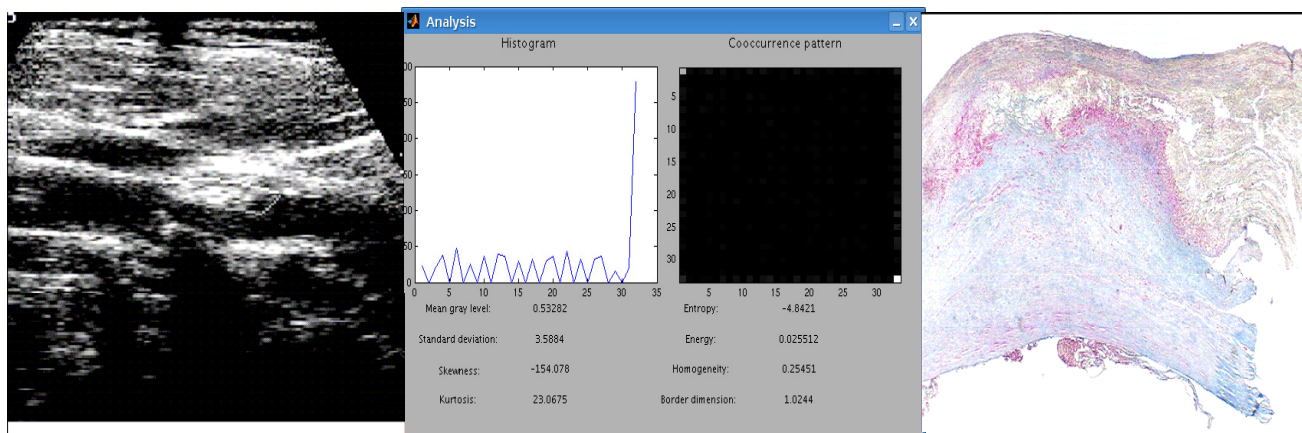 Analysis
Histogram
Cooccurrence pattern
50
00
5
10
15
20
25
30
0 5 10 15 20 25 30 35
5 10 15 20 25 30
Mean gray level: 0.53282
Entropy: -4.8421
Standard deviation: 3.5884
Energy: 0.025512
Skewness: -154.078
Homogeneity: 0.25451
Kurtosis: 23.0675
Border dimension: 1.0244